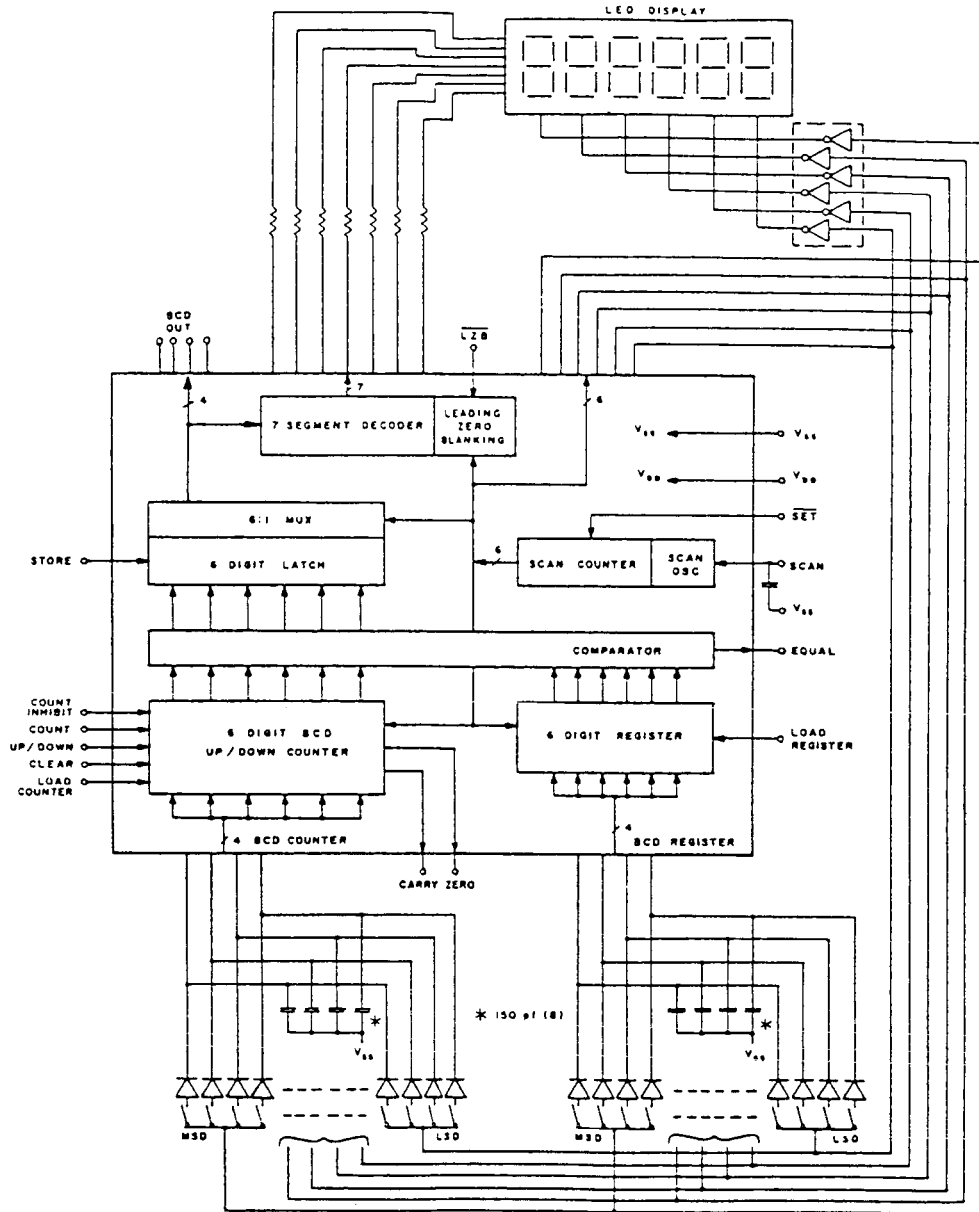 LED DISPLAY
BCD
OUT
LZB
4
7
6
7 SEGMENT DECODER
LEADING
ZERO
BLANKING
VSS
VSS
VDD
VDD
SET
6:1 MUX
STORE
6 DIGIT LATCH
6
SCAN COUNTER
SCAN
OSC
SCAN
VSS
COMPARATOR
EQUAL
COUNT
INHIBIT
COUNT
UP/DOWN
CLEAR
LOAD
COUNTER
6 DIGIT BCD
UP/DOWN COUNTER
6 DIGIT REGISTER
LOAD
REGISTER
4 BCD COUNTER
4
BCD REGISTER
CARRY ZERO
*
* 150 pf (8)
*
VSS
VSS
MSD
LSD
MSD
LSD